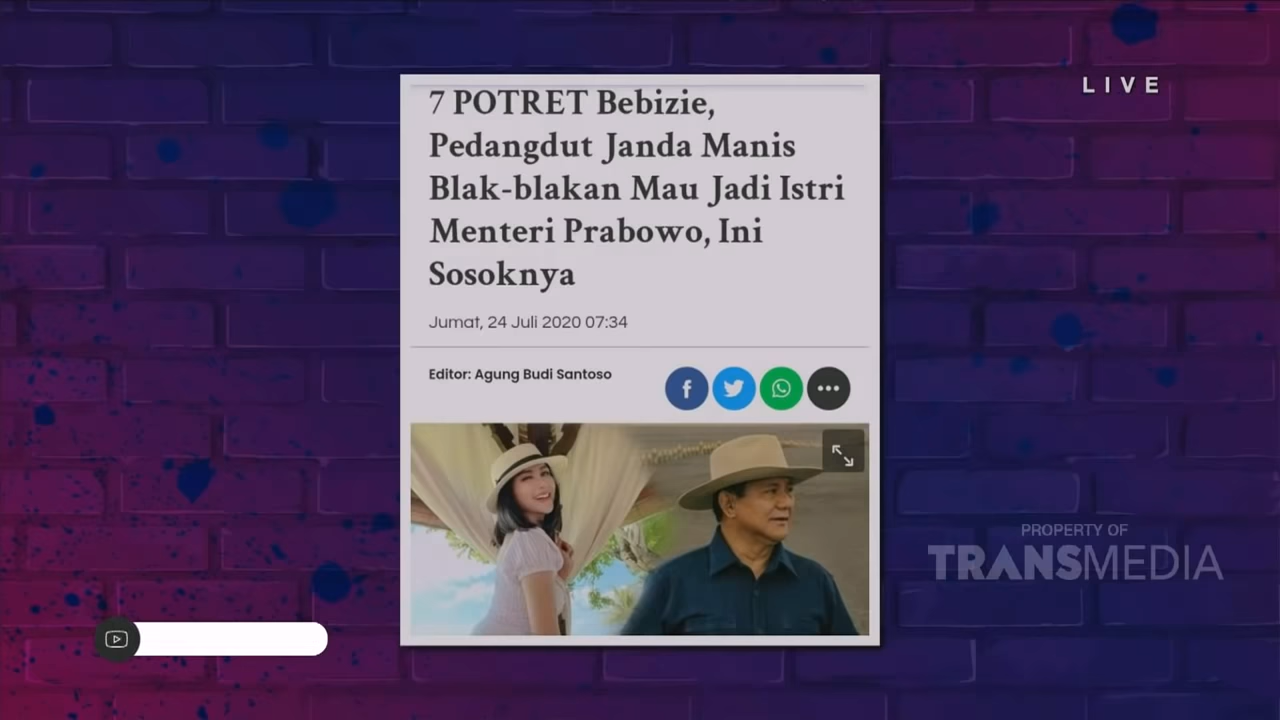 LIVE
7 POTRET Bebizie,
Pedangdut Janda Manis
Blak-blakan Mau Jadi Istri
Menteri Prabowo, Ini
Sosoknya
Jumat, 24 Juli 2020 07:34
Editor: Agung Budi Santoso
PROPERTY OF
TRANSMEDIA